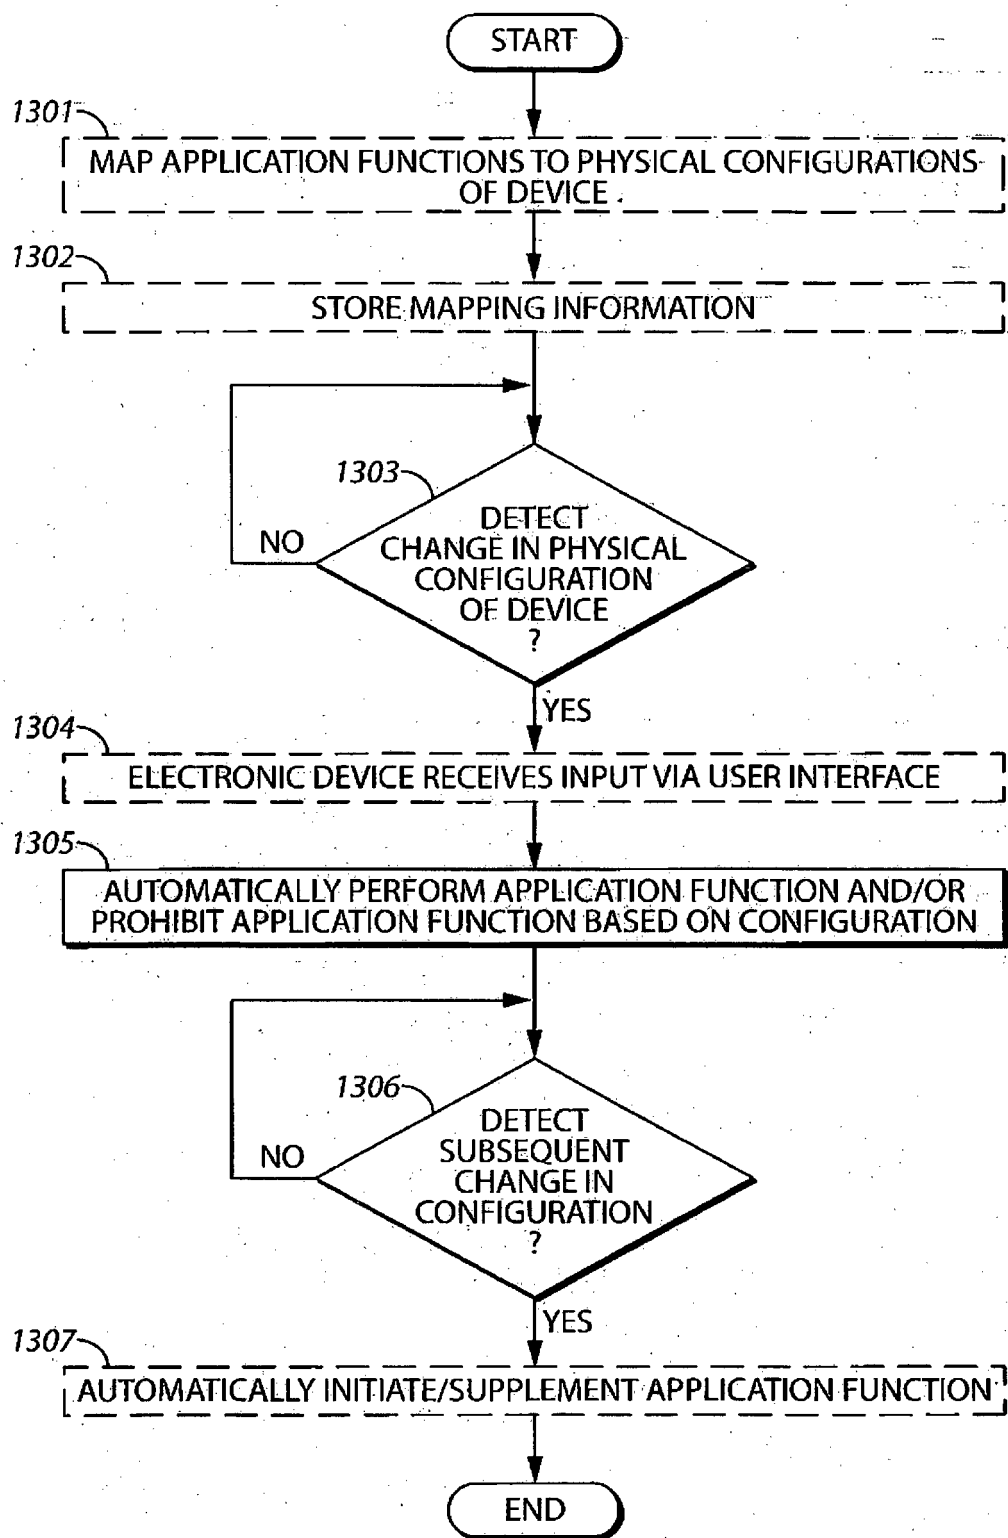 START
1301
MAP APPLICATION FUNCTIONS TO PHYSICAL CONFIGURATIONS
OF DEVICE
1302
STORE MAPPING INFORMATION
1303
DETECT
CHANGE IN PHYSICAL
CONFIGURATION
OF DEVICE
?
NO
YES
1304
ELECTRONIC DEVICE RECEIVES INPUT VIA USER INTERFACE
1305
AUTOMATICALLY PERFORM APPLICATION FUNCTION AND/OR
PROHIBIT APPLICATION FUNCTION BASED ON CONFIGURATION
1306
DETECT
SUBSEQUENT
CHANGE IN
CONFIGURATION
?
NO
YES
1307
AUTOMATICALLY INITIATE/SUPPLEMENT APPLICATION FUNCTION
END